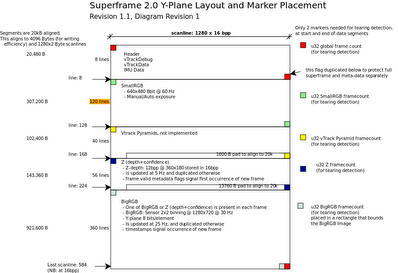 Superframe 2.0 Y-Plane Layout and Marker Placement
Revision 1.1, Diagram Revision 1
Segments are 20kB aligned.
This aligns to 4096 Bytes (for writing
efficiency) and 1280x2 Byte scanlines
scanline: 1280 x 16 bpp
Only 2 markers needed for tearing detection,
at start and end of data segments
20,480 B
8 lines
Header
vTrackDebug
vTrackData
IMU Data
u32 global frame count
(for tearing detection)
line: 8
this flag duplicated below to protect full
superframe and meta-data separately
SmallRGB
- 640x480 8bit @ 60 Hz
- Manual/Auto exposure
307,200 B
120 lines
u32 SmallRGB framecount
(for tearing detection)
line: 128
Vitrack Pyramids, not implemented
102,400 B
40 lines
u32 vTrack Pyramid framecount
(for tearing detection)
line: 168
1600 B pad to align to 20k
Z (depth+confidence)
- Z-depth: 12bpp @ 360x180 stored in 16bpp
- is updated at 5 Hz and duplicated otherwise
- frame valid metadata flags signal first occurrence of new frame
143,360 B
56 lines
u32 Z framecount
(for tearing detection)
line: 224
13760 B pad to align to 20k
BigRGB
- One of BigRGB or Z (depth+confidence) is present in each frame
- BigRGB: Sensor 2x2 binning @ 1280x720 @ 30 Hz
- Y-plane 8 bits/element
- is updated at 25 Hz, and duplicated otherwise
- timestamps signal occurrence of new frame
921,600 B
360 lines
u32 BigRGB framecount
(for tearing detection)
placed in a rectangle that bounds
the BigRGB image
Last scanline: 584
(NB: at 16bpp)